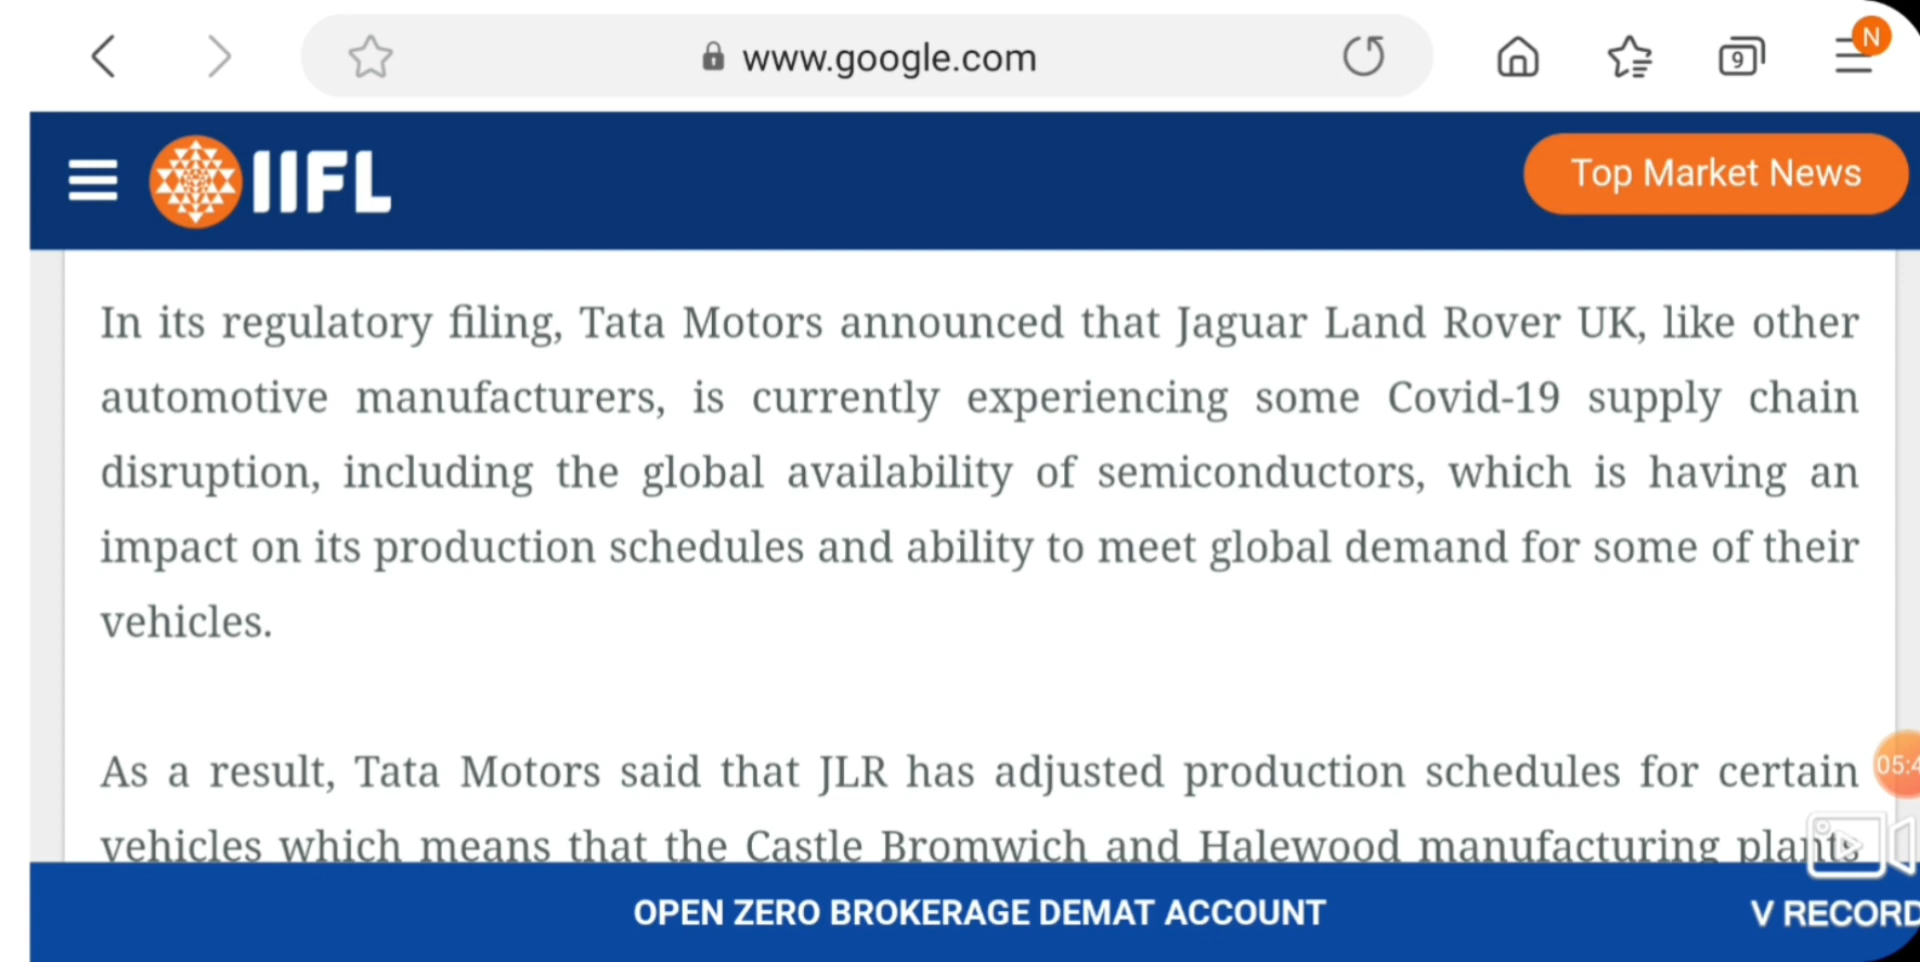 www.google.com
9
N
IIFL
Top Market News
In its regulatory filing, Tata Motors announced that Jaguar Land Rover UK, like other
automotive manufacturers, is currently experiencing some Covid-19 supply chain
disruption, including the global availability of semiconductors, which is having an
impact on its production schedules and ability to meet global demand for some of their
vehicles.
As a result, Tata Motors said that JLR has adjusted production schedules for certain
05:4
vehicles which means that the Castle Bromwich and Halewood manufacturing plants
OPEN ZERO BROKERAGE DEMAT ACCOUNT
V RECORD